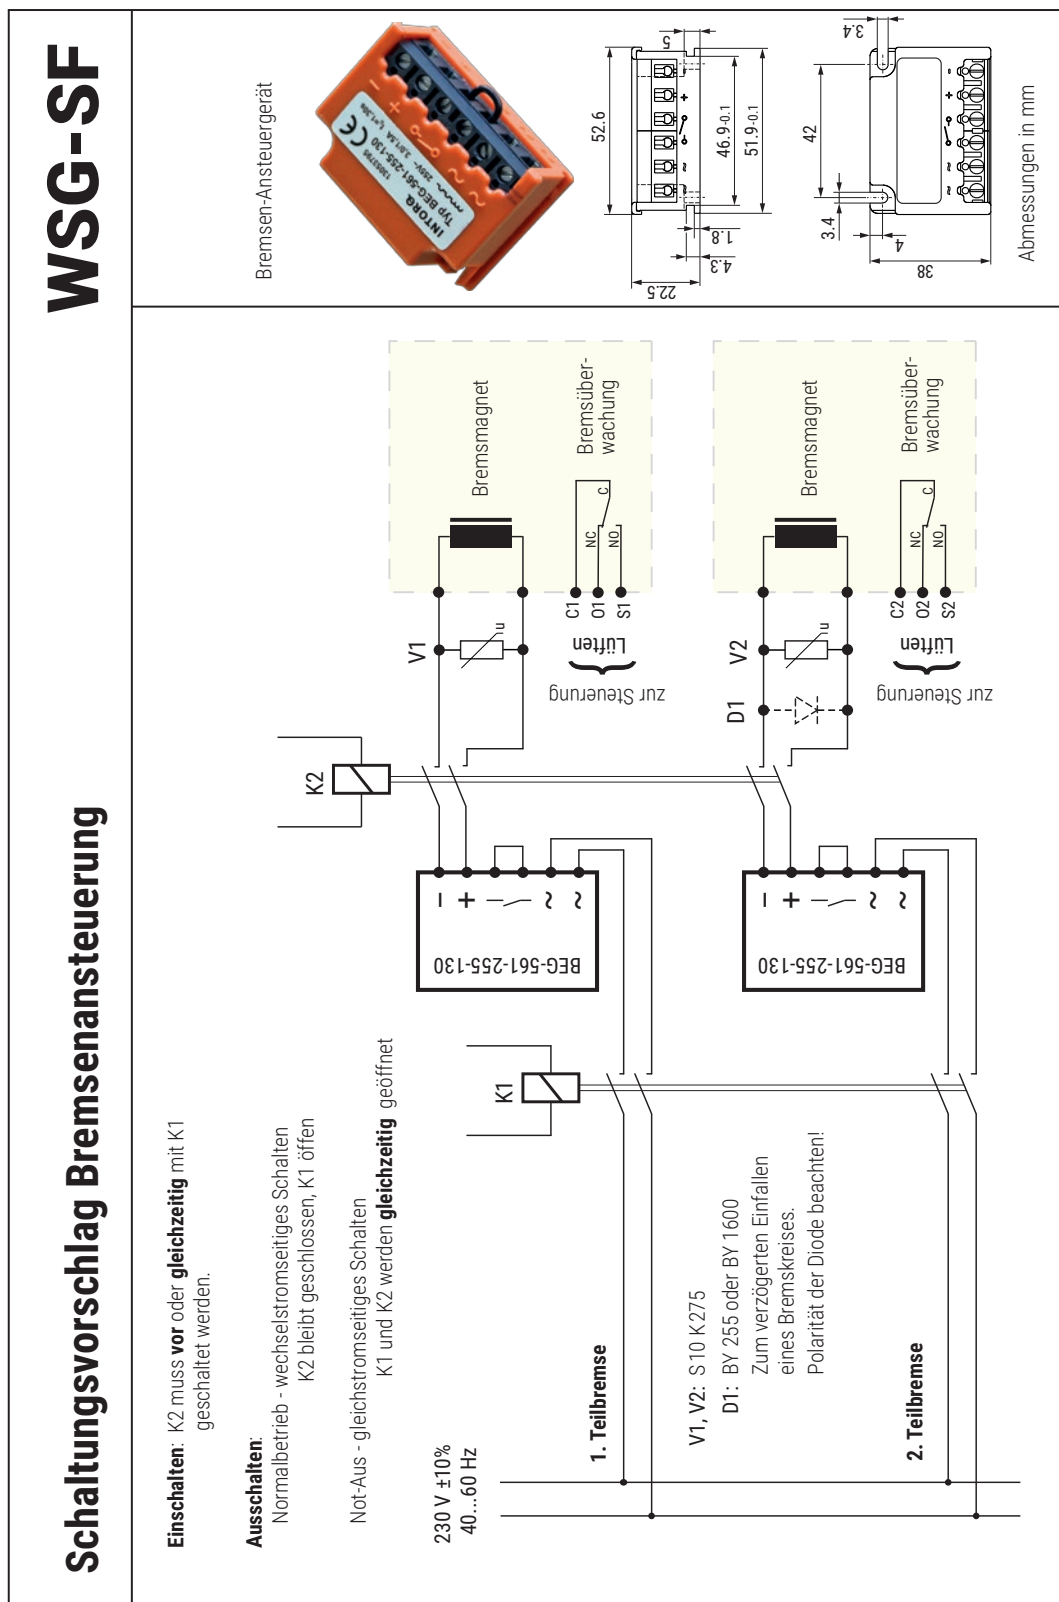 Schaltungsvorschlag Bremsenansteuerung
WSG-SF
Einschalten: K2 muss vor oder gleichzeitig mit K1
geschaltet werden.
Ausschalten:
Normalbetrieb - wechselstromseitiges Schalten
K2 bleibt geschlossen, K1 öffen
Not-Aus - gleichstromseitiges Schalten
K1 und K2 werden gleichzeitig geöffnet
230 V ±10%
40...60 Hz
1. Teilbremse
V1, V2: S 10 K 275
D1: BY 255 oder BY 1600
Zum verzögerten Einfallen
eines Bremskreises.
Polarität der Diode beachten!
2. Teilbremse
K1
K2
BEG-561-255-130
− + ~ ~
BEG-561-255-130
− + ~ ~
V1
u
Bremsmagnet
C1
O1
S1
NC
NO
C
Bremsüber-
wachung
Lüften
zur Steuerung
D1
V2
u
Bremsmagnet
C2
O2
S2
NC
NO
C
Bremsüber-
wachung
Lüften
zur Steuerung
Bremsen-Ansteuergerät
INTORQ
Typ BEG-561-255-130
CE
52.6
5
46.9-0.1
51.9-0.1
1.8
4.3
22.5
3.4
42
3.4
4
38
Abmessungen in mm